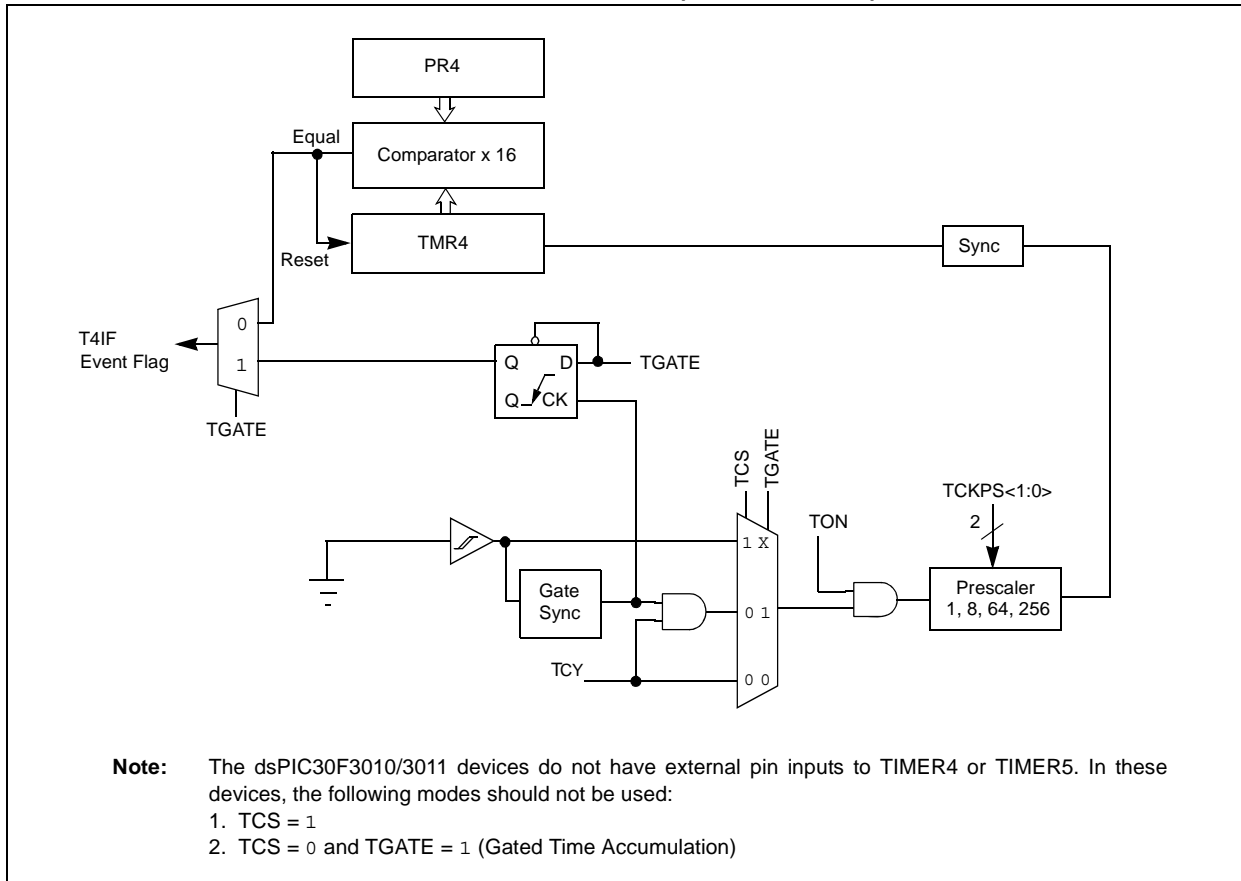 PR4
Equal
Comparator x 16
TMR4
Reset
Sync
T4IF
Event Flag
0
1
TGATE
Q
D
Q
CK
TGATE
TCS
TGATE
TCKPS<1:0>
2
TON
1 X
Gate
Sync
0 1
Prescaler
1, 8, 64, 256
TCY
0 0
Note: The dsPIC30F3010/3011 devices do not have external pin inputs to TIMER4 or TIMER5. In these
devices, the following modes should not be used:
1. TCS = 1
2. TCS = 0 and TGATE = 1 (Gated Time Accumulation)